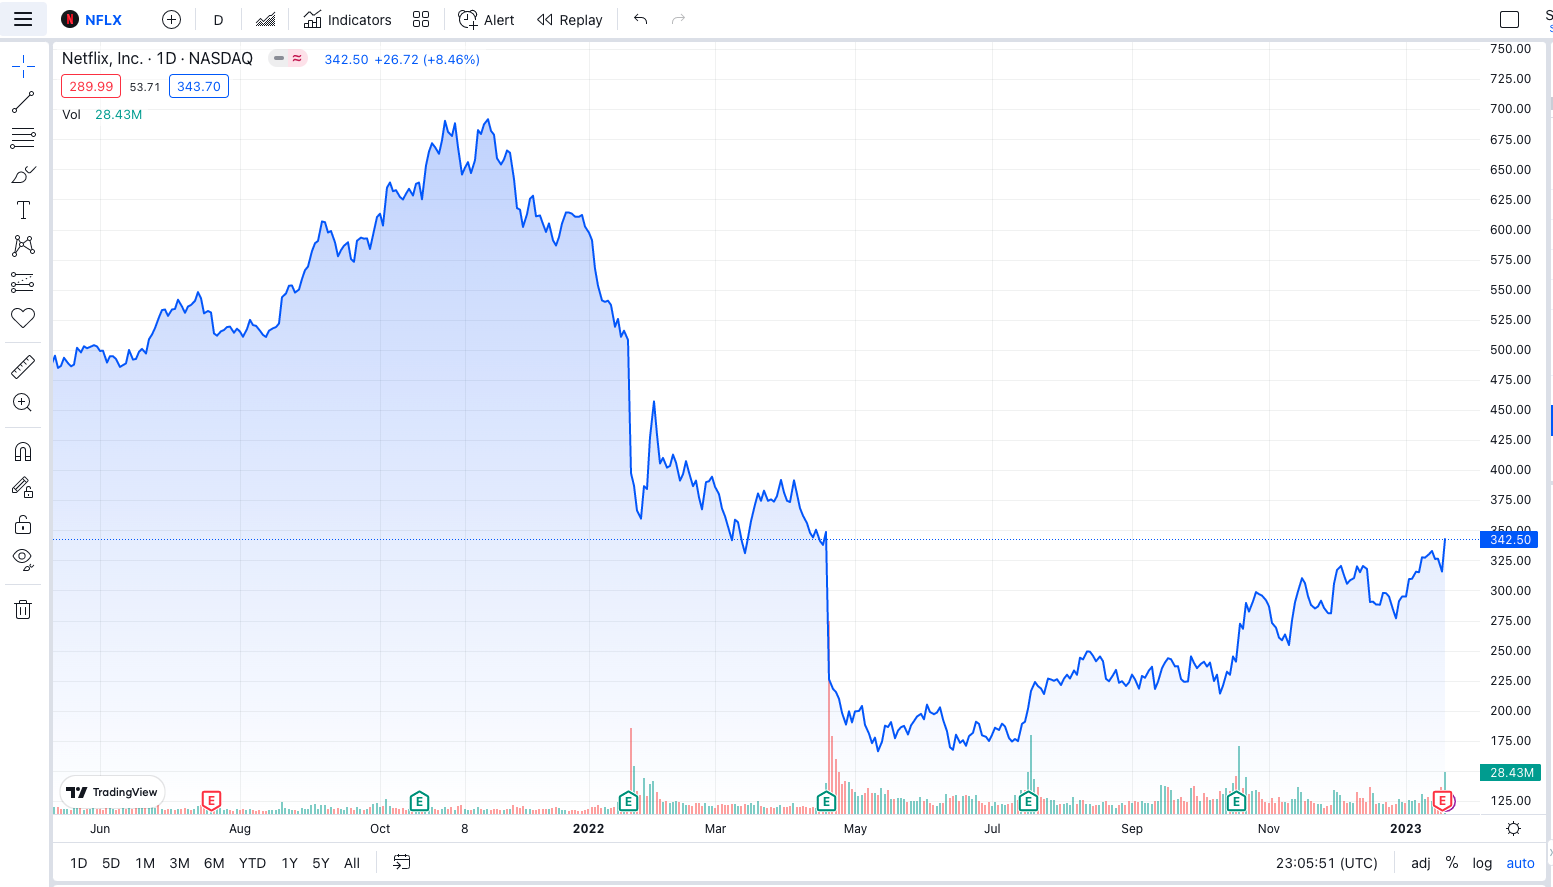 NFLX D Indicators Alert Replay S
Netflix, Inc. · 1D · NASDAQ 342.50 +26.72 (+8.46%)
289.99 53.71 343.70
Vol 28.43M
T
750.00
725.00
700.00
675.00
650.00
625.00
600.00
575.00
550.00
525.00
500.00
475.00
450.00
425.00
400.00
375.00
350.00
342.50
325.00
300.00
275.00
250.00
225.00
200.00
175.00
28.43M
125.00
TradingView
E E E E E E E
Jun Aug Oct 8 2022 Mar May Jul Sep Nov 2023
1D 5D 1M 3M 6M YTD 1Y 5Y All 23:05:51 (UTC) adj % log auto